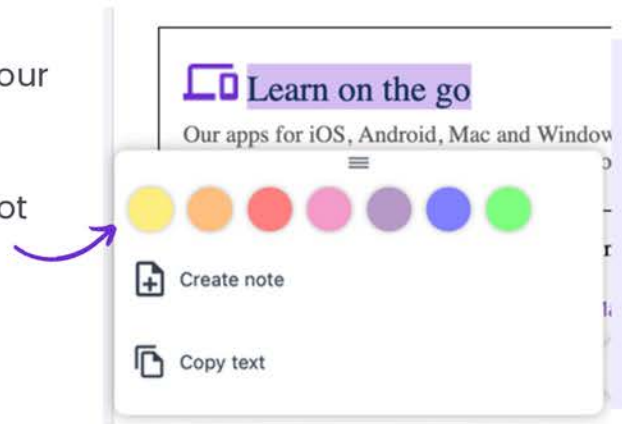 our
Learn on the go
Our apps for iOS, Android, Mac and Window
ot
Create note
Copy text